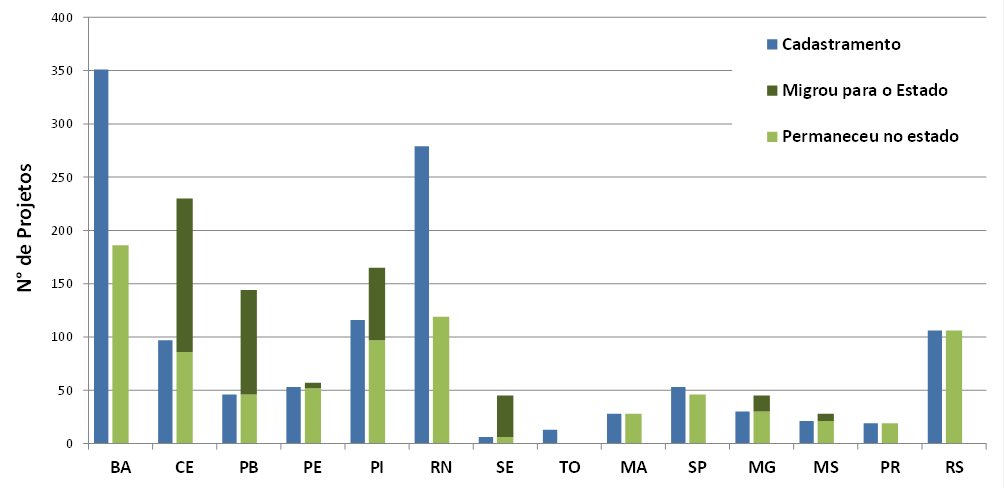 400
350
300
250
200
150
100
50
0
N° de Projetos
Cadastramento
Migrou para o Estado
Permaneceu no estado
BA CE PB PE PI RN SE TO MA SP MG MS PR RS